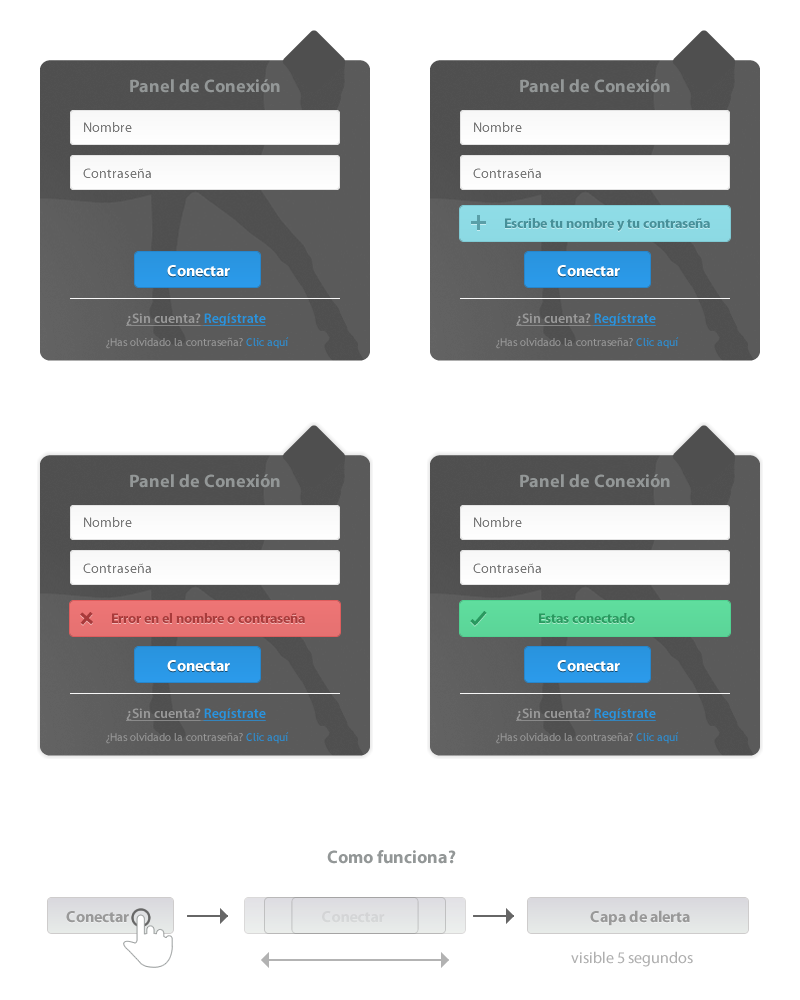 Panel de Conexión
Nombre
Contraseña
Conectar
¿Sin cuenta? Regístrate
¿Has olvidado la contraseña? Clic aquí
Panel de Conexión
Nombre
Contraseña
Escribe tu nombre y tu contraseña
Conectar
¿Sin cuenta? Regístrate
¿Has olvidado la contraseña? Clic aquí
Panel de Conexión
Nombre
Contraseña
Error en el nombre o contraseña
Conectar
¿Sin cuenta? Regístrate
¿Has olvidado la contraseña? Clic aquí
Panel de Conexión
Nombre
Contraseña
Estas conectado
Conectar
¿Sin cuenta? Regístrate
¿Has olvidado la contraseña? Clic aquí
Como funciona?
Conectar
Conectar
Capa de alerta
visible 5 segundos